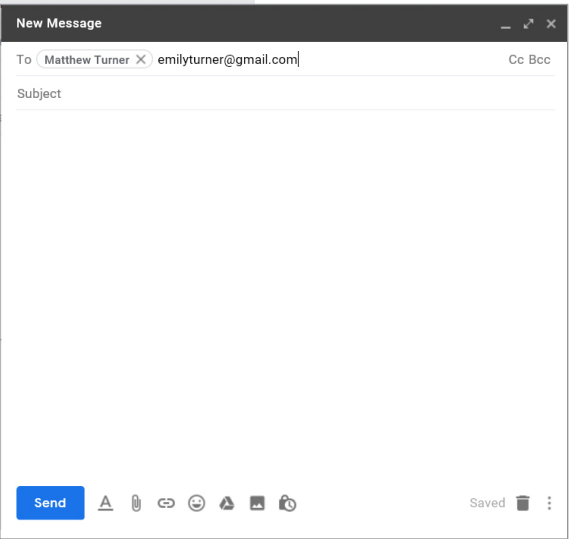 New Message
To Matthew Turner emilyturner@gmail.com Cc Bcc
Subject
Send A Saved